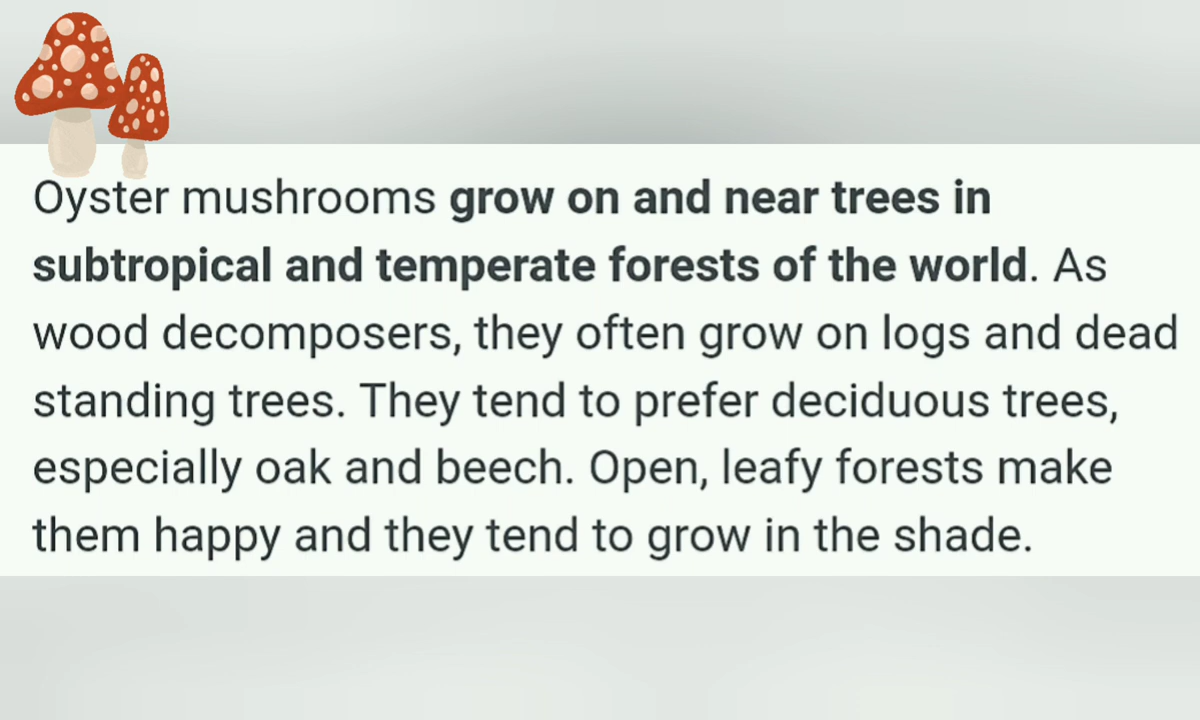 Oyster mushrooms grow on and near trees in
subtropical and temperate forests of the world. As
wood decomposers, they often grow on logs and dead
standing trees. They tend to prefer deciduous trees,
especially oak and beech. Open, leafy forests make
them happy and they tend to grow in the shade.